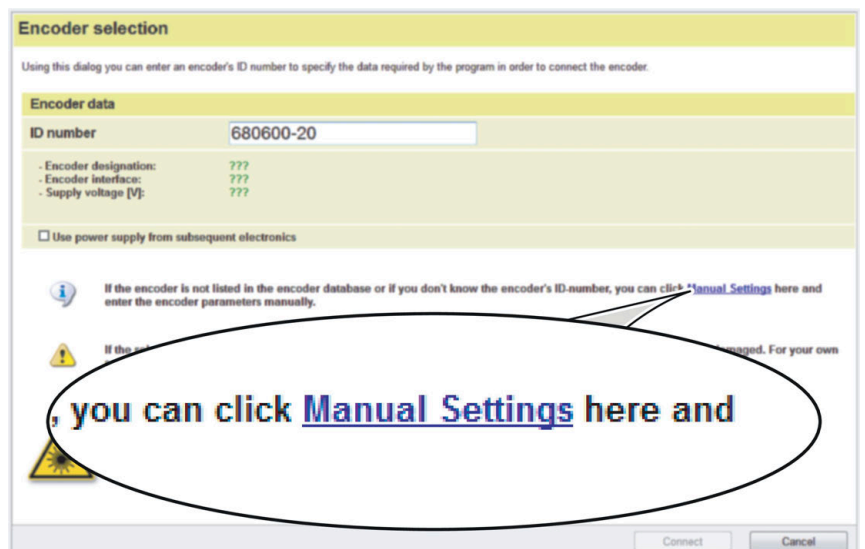 Encoder selection
Using this dialog you can enter an encoder's ID number to specify the data required by the program in order to connect the encoder.
Encoder data
ID number 680600-20
- Encoder designation: ???
- Encoder interface: ???
- Supply voltage [V]: ???
Use power supply from subsequent electronics
If the encoder is not listed in the encoder database or if you don't know the encoder's ID-number, you can click Manual Settings here and
enter the encoder parameters manually.
If the damaged. For your own
, you can click Manual Settings here and
Connect Cancel